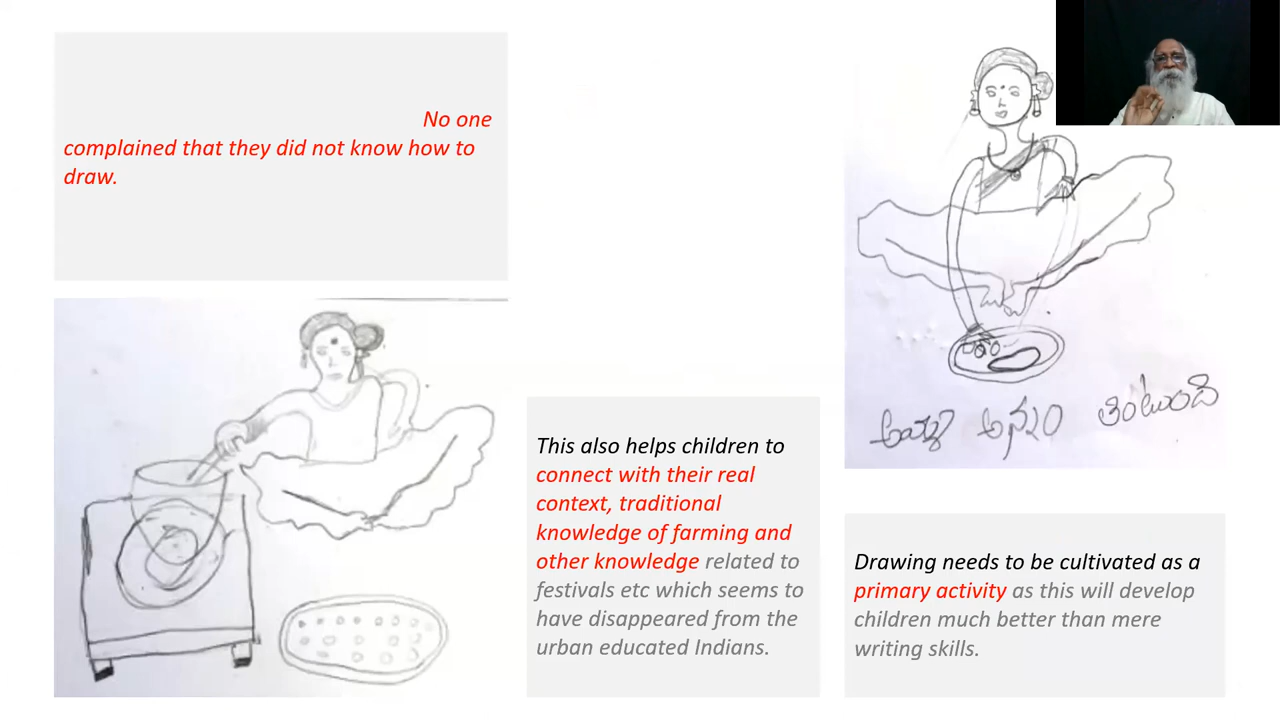 No one
complained that they did not know how to
draw.
This also helps children to
connect with their real
context, traditional
knowledge of farming and
other knowledge related to
festivals etc which seems to
have disappeared from the
urban educated Indians.
అన్నం తింటుంది
Drawing needs to be cultivated as a
primary activity as this will develop
children much better than mere
writing skills.